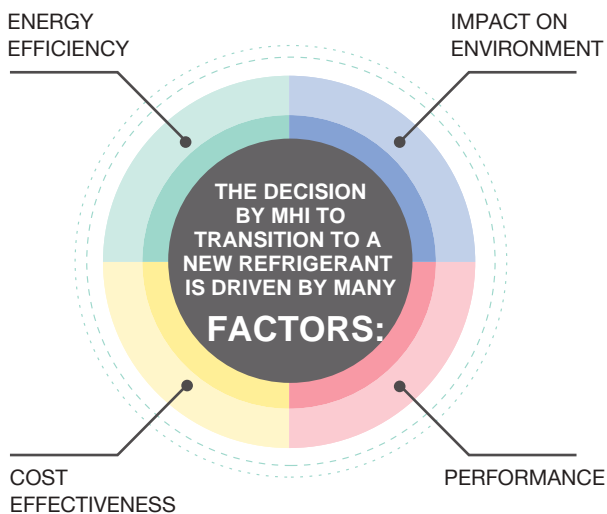 ENERGY
EFFICIENCY
IMPACT ON
ENVIRONMENT
THE DECISION
BY MHI TO
TRANSITION TO A
NEW REFRIGERANT
IS DRIVEN BY MANY
FACTORS:
COST
EFFECTIVENESS
PERFORMANCE